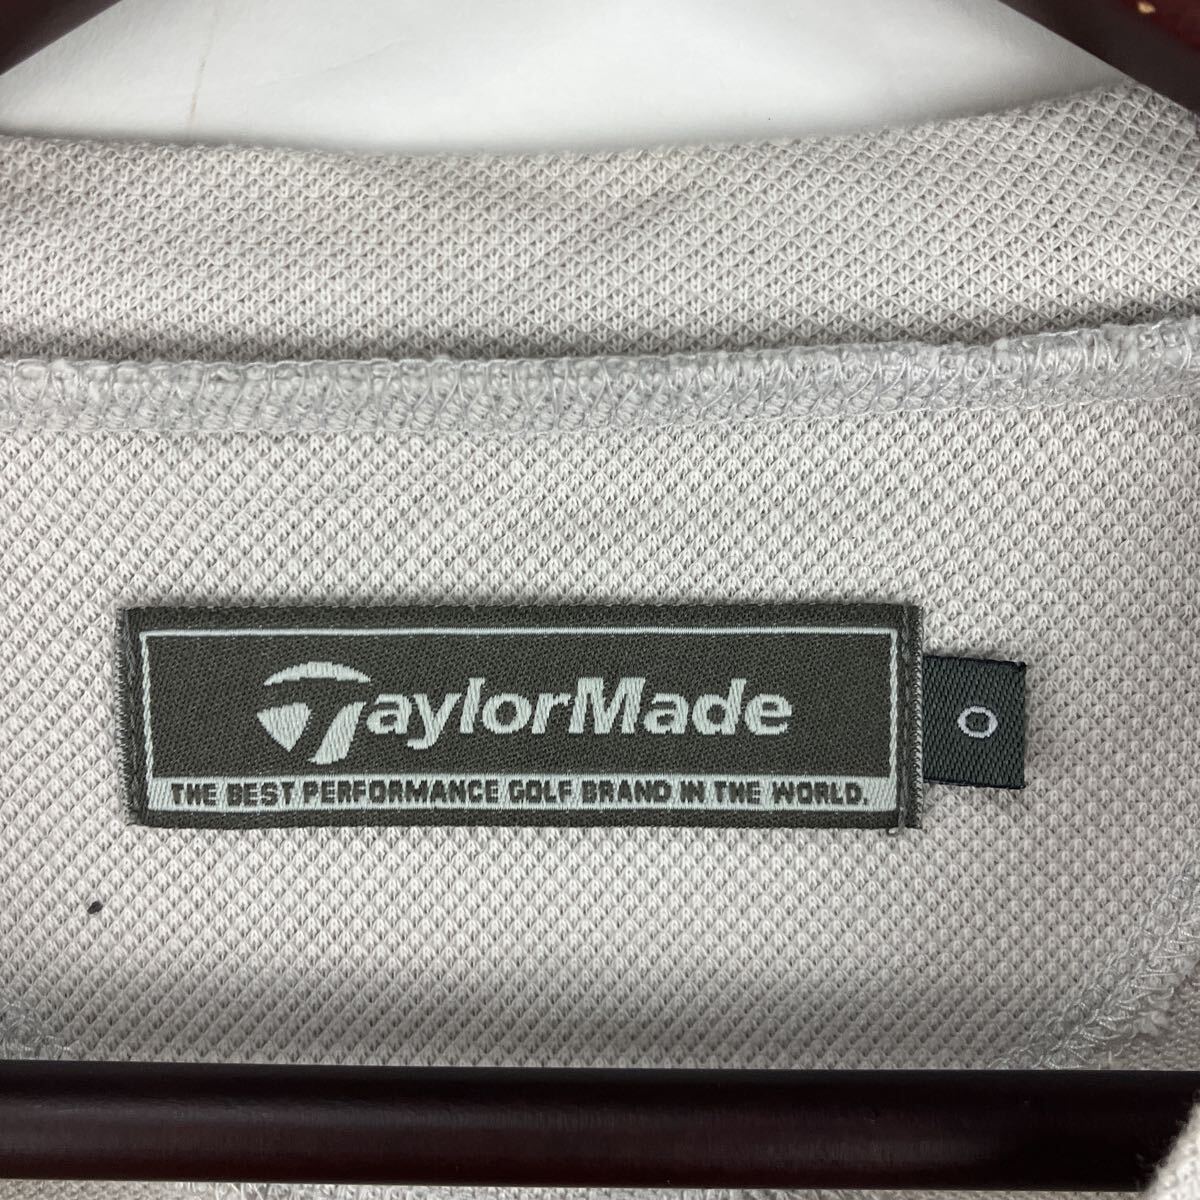 TaylorMade
THE BEST PERFORMANCE GOLF BRAND IN THE WORLD.
O